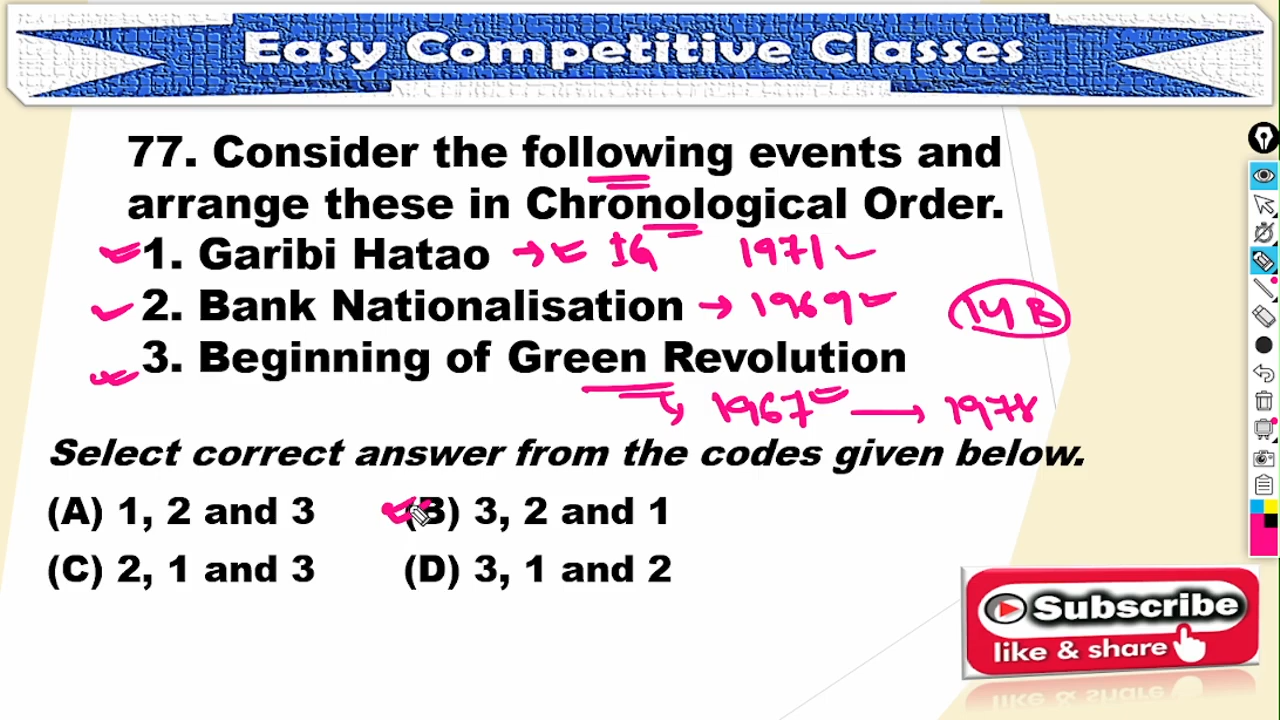 Easy Competitive Classes
77. Consider the following events and
arrange these in Chronological Order.
1. Garibi Hatao → IG 1971
2. Bank Nationalisation → 1969 14 B
3. Beginning of Green Revolution
1967 → 1978
Select correct answer from the codes given below.
(A) 1, 2 and 3 (B) 3, 2 and 1
(C) 2, 1 and 3 (D) 3, 1 and 2
Subscribe
like & share